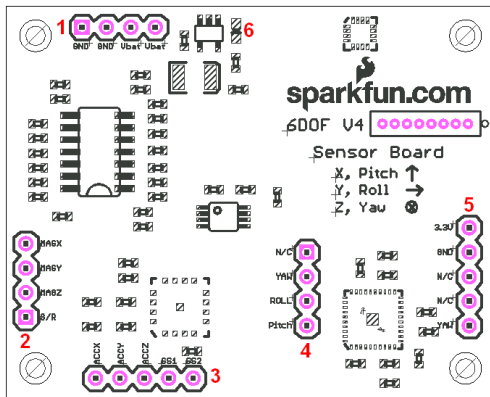 1
GND GND Vbat Vbat
6
sparkfun.com
6DOF V4
Sensor Board
X, Pitch ↑
Y, Roll →
Z, Yaw ⊗
5
3.3V
GND
N/C
N/C
YAW
MAGX
MAGY
MAGZ
S/R
2
N/C
YAW
ROLL
Pitch
4
ACCX ACCY ACCZ GS1 GS2
3